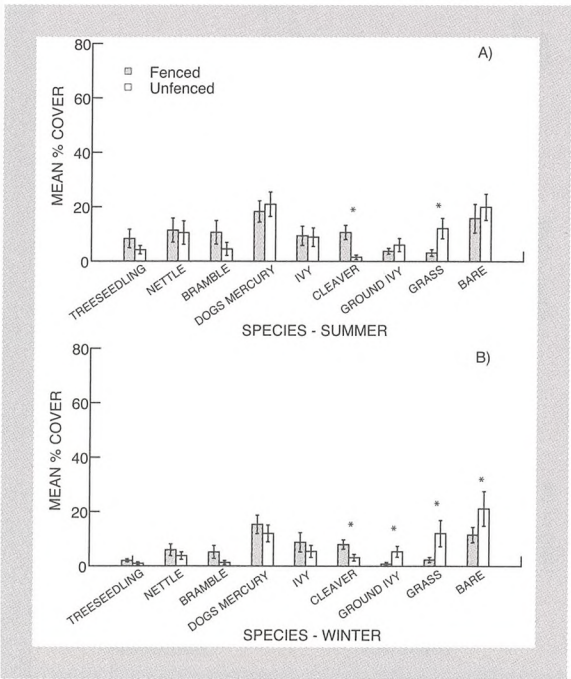 A)
80
60
40
20
0
MEAN % COVER
Fenced
Unfenced
*
*
TREESEEDLING
NETTLE
BRAMBLE
DOGS MERCURY
IVY
CLEAVER
GROUND IVY
GRASS
BARE
SPECIES - SUMMER
B)
80
60
40
20
0
MEAN % COVER
*
*
*
*
TREESEEDLING
NETTLE
BRAMBLE
DOGS MERCURY
IVY
CLEAVER
GROUND IVY
GRASS
BARE
SPECIES - WINTER